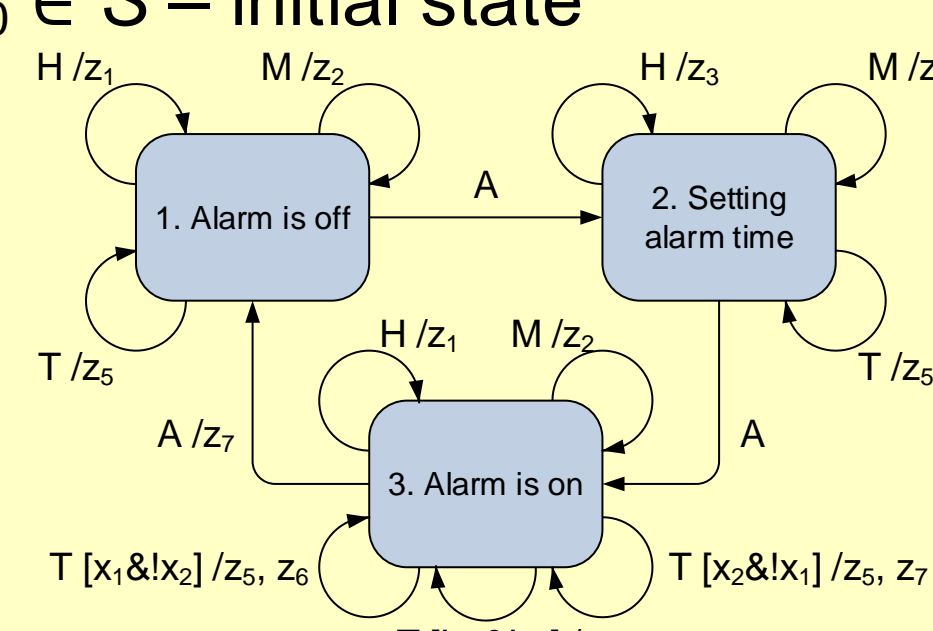 ₀ ∈ S – initial state
H /z₁
M /z₂
H /z₃
M /z
1. Alarm is off
A
2. Setting
alarm time
T /z₅
H /z₁
M /z₂
T /z₅
A /z₇
A
3. Alarm is on
T [x₁&!x₂] /z₅, z₆
T [x₂&!x₁] /z₅, z₇